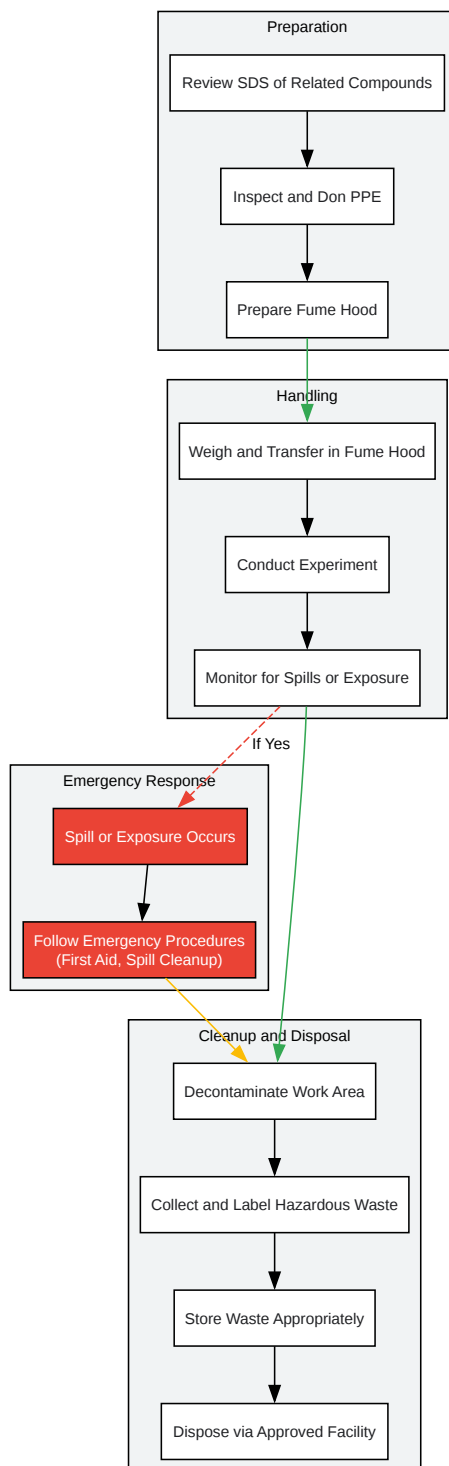 Preparation
Review SDS of Related Compounds
Inspect and Don PPE
Prepare Fume Hood
Handling
Weigh and Transfer in Fume Hood
Conduct Experiment
Monitor for Spills or Exposure
If Yes
Emergency Response
Spill or Exposure Occurs
Follow Emergency Procedures
(First Aid, Spill Cleanup)
Cleanup and Disposal
Decontaminate Work Area
Collect and Label Hazardous Waste
Store Waste Appropriately
Dispose via Approved Facility